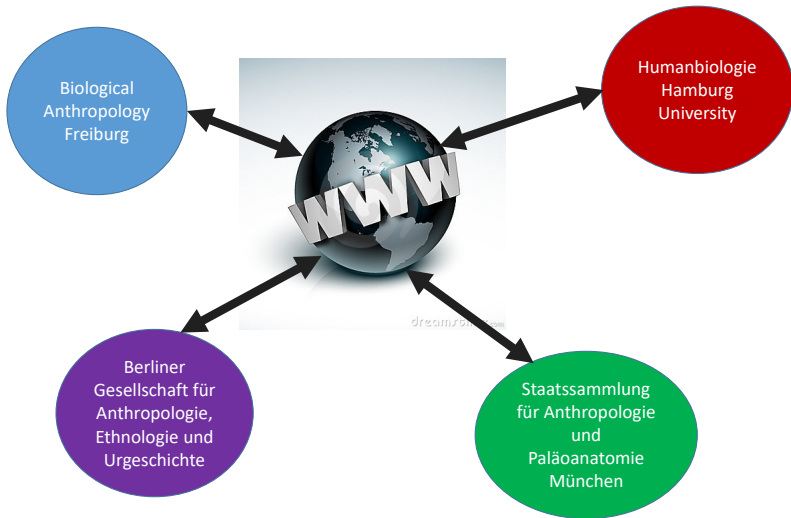 Biological
Anthropology
Freiburg
Humanbiologie
Hamburg
University
WWW
Berliner
Gesellschaft für
Anthropologie,
Ethnologie und
Urgeschichte
Staatssammlung
für Anthropologie
und
Paläoanatomie
München